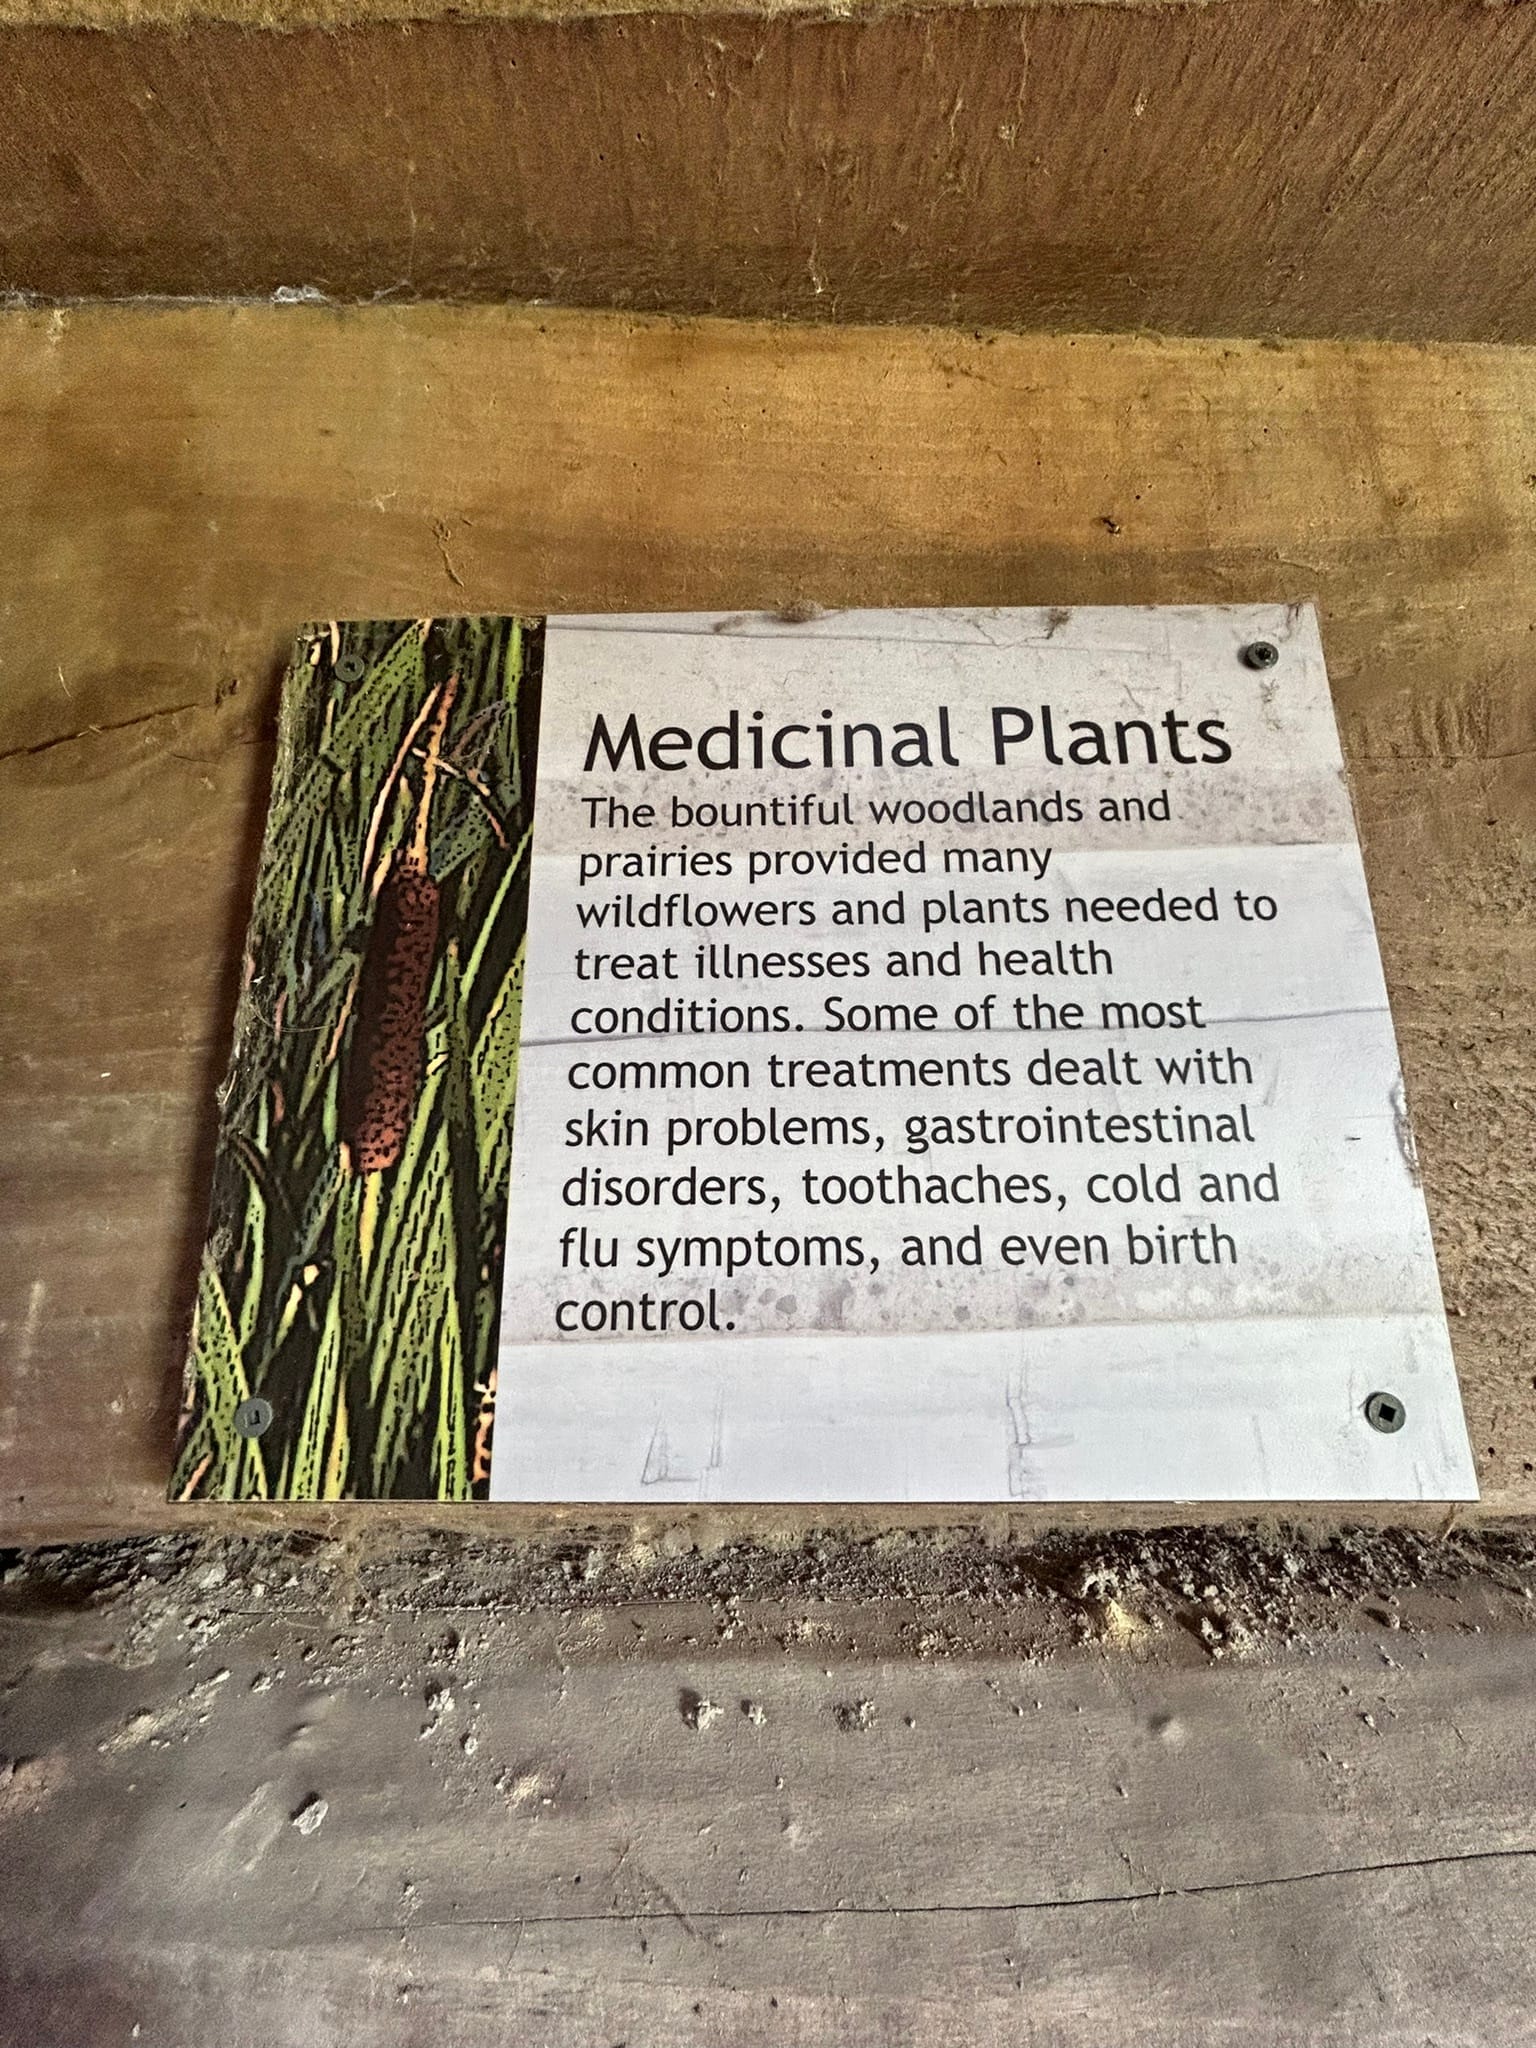 Medicinal Plants
The bountiful woodlands and
prairies provided many
wildflowers and plants needed to
treat illnesses and health
conditions. Some of the most
common treatments dealt with
skin problems, gastrointestinal
disorders, toothaches, cold and
flu symptoms, and even birth
control.